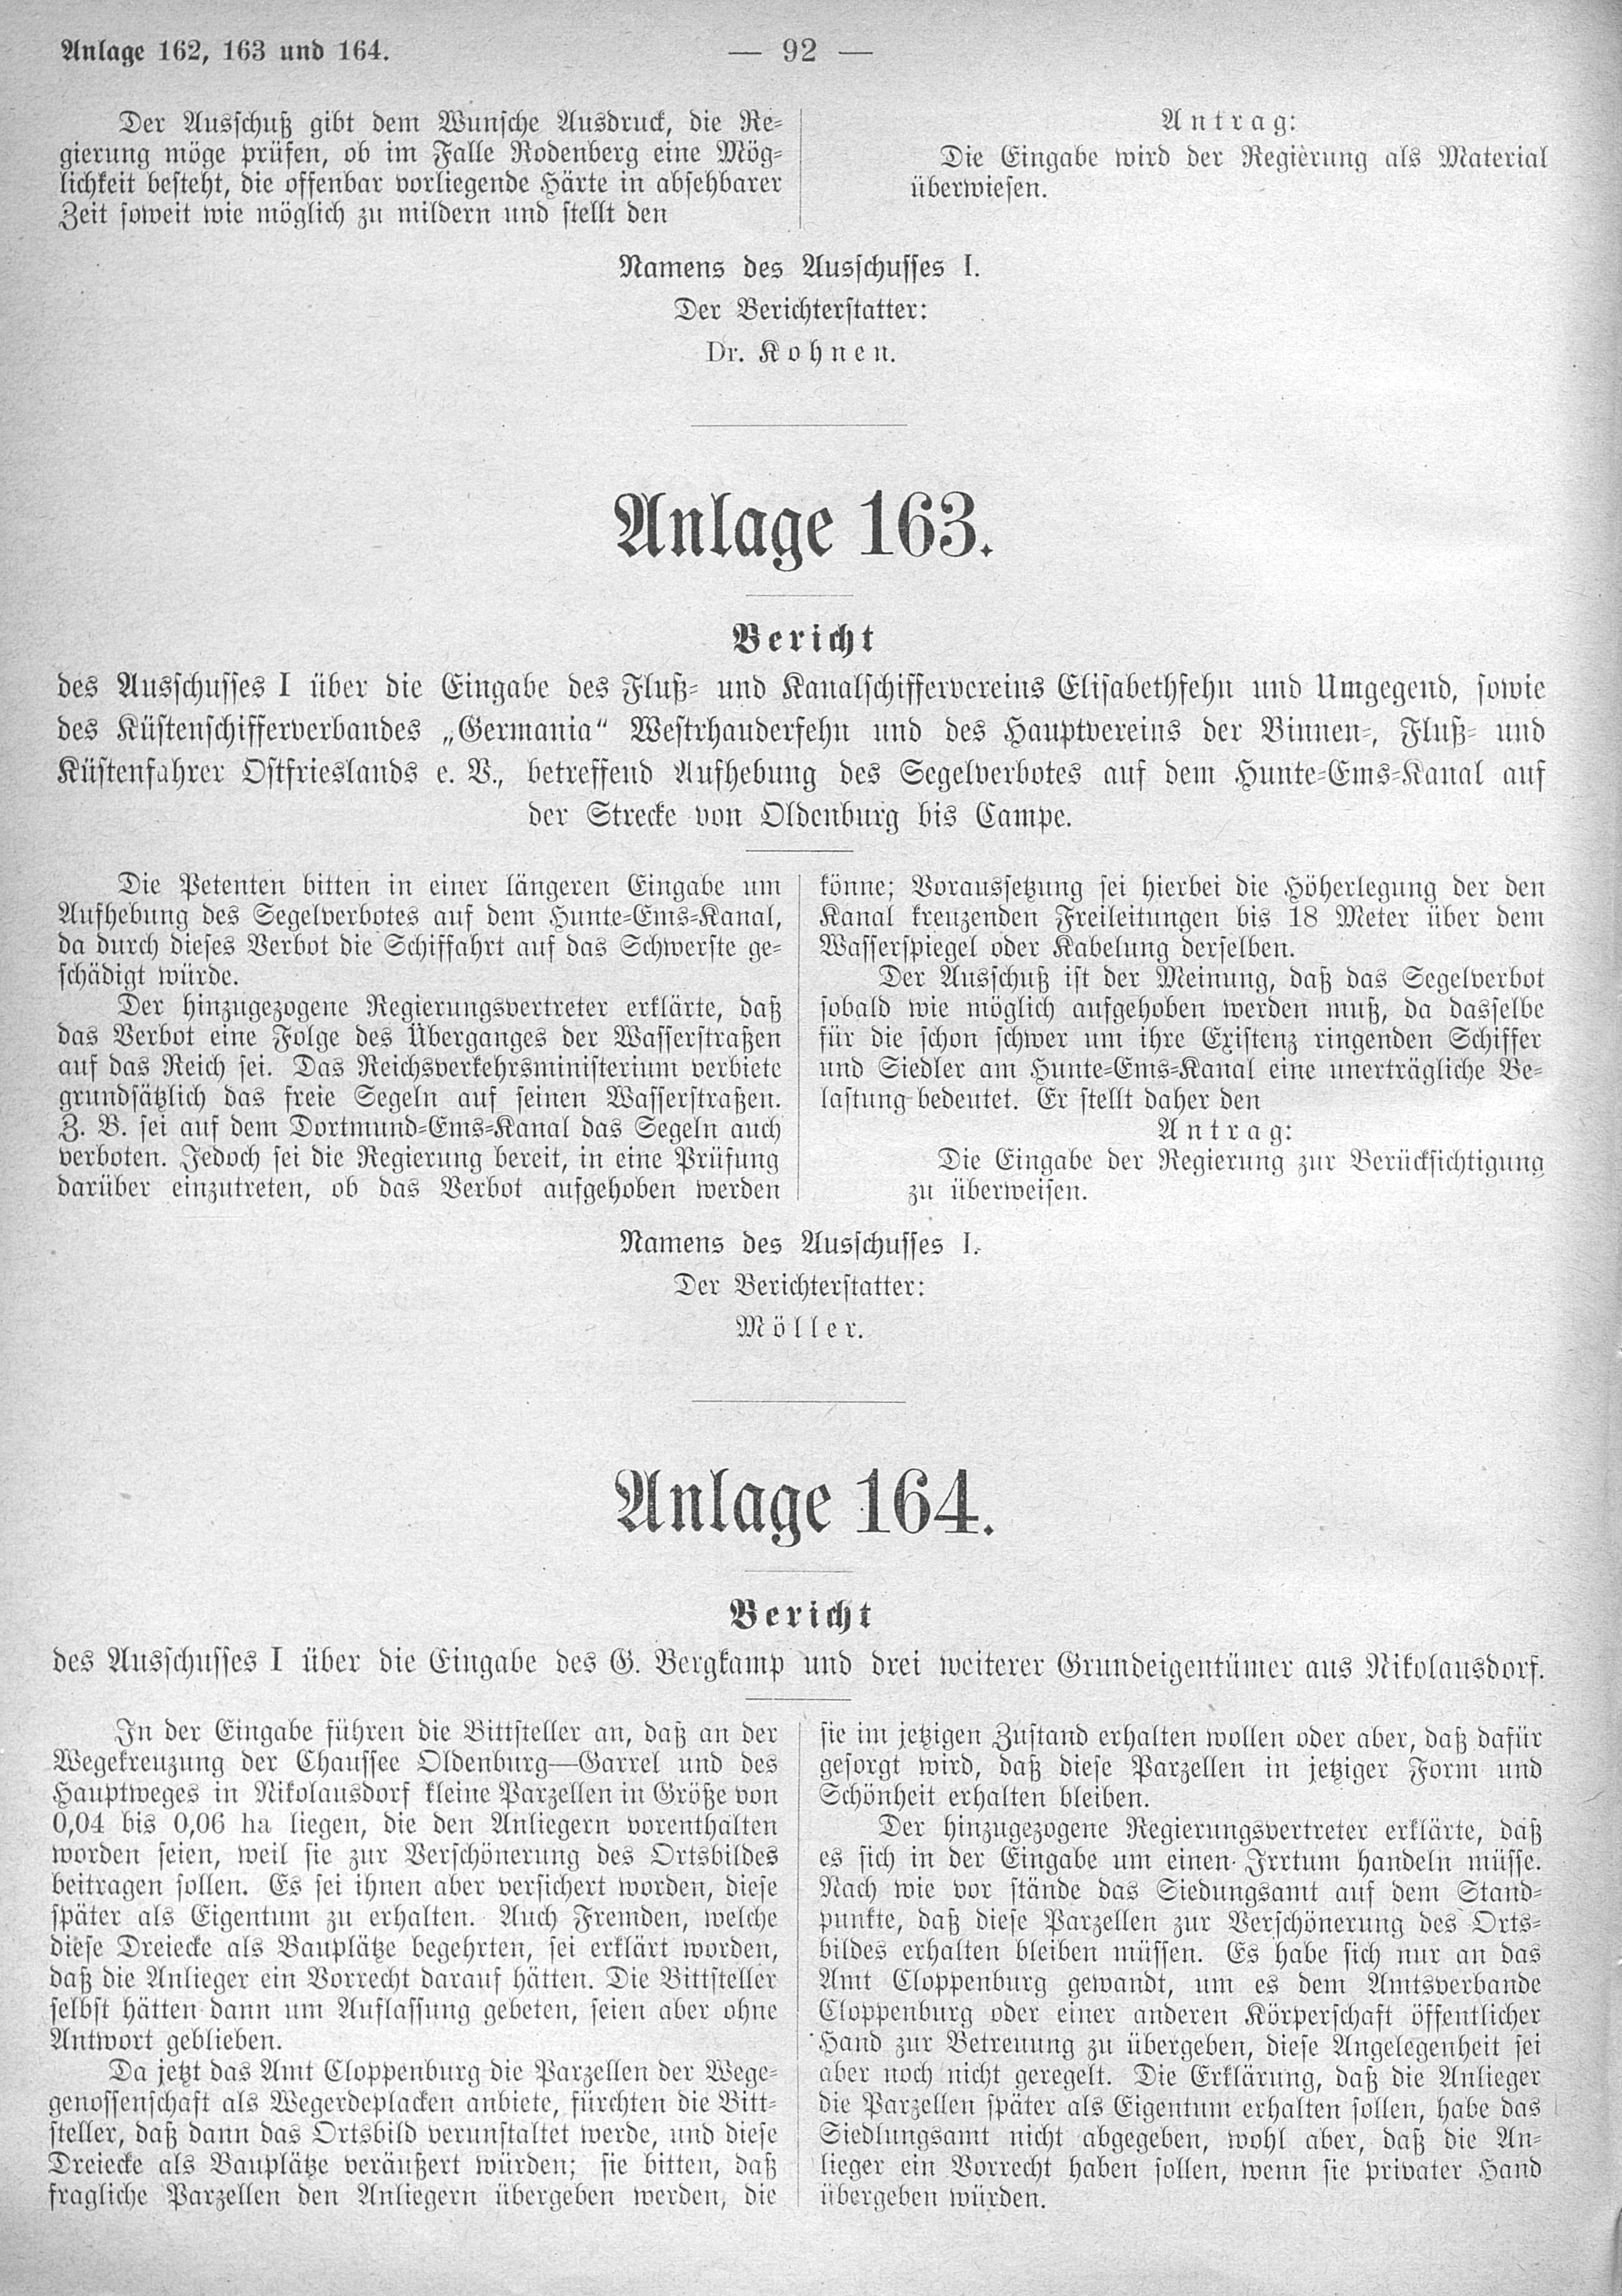 Anlage 162, 163 und 164.
— 92 —
Der Ausschuß gibt dem Wunsche Ausdruck, die Re-
gierung möge prüfen, ob im Falle Rodenberg eine Mög-
lichkeit besteht, die offenbar vorliegende Härte in absehbarer
Zeit soweit wie möglich zu mildern und stellt den
Antrag:
Die Eingabe wird der Regierung als Material
überwiesen.
Namens des Ausschusses I.
Der Berichterstatter:
Dr. Kohnen.
Anlage 163.
Bericht
des Ausschusses I über die Eingabe des Fluß- und Kanalschiffervereins Elisabethfehn und Umgegend, sowie
des Küstenschifferverbandes „Germania“ Westrhauderfehn und des Hauptvereins der Binnen-, Fluß- und
Küstenfahrer Ostfrieslands e. V., betreffend Aufhebung des Segelverbotes auf dem Hunte-Ems-Kanal auf
der Strecke von Oldenburg bis Campe.
Die Petenten bitten in einer längeren Eingabe um
Aufhebung des Segelverbotes auf dem Hunte-Ems-Kanal,
da durch dieses Verbot die Schiffahrt auf das Schwerste ge-
schädigt würde.
Der hinzugezogene Regierungsvertreter erklärte, daß
das Verbot eine Folge des Überganges der Wasserstraßen
auf das Reich sei. Das Reichsverkehrsministerium verbiete
grundsätzlich das freie Segeln auf seinen Wasserstraßen.
Z. B. sei auf dem Dortmund-Ems-Kanal das Segeln auch
verboten. Jedoch sei die Regierung bereit, in eine Prüfung
darüber einzutreten, ob das Verbot aufgehoben werden
könne; Voraussetzung sei hierbei die Höherlegung der den
Kanal kreuzenden Freileitungen bis 18 Meter über dem
Wasserspiegel oder Kabelung derselben.
Der Ausschuß ist der Meinung, daß das Segelverbot
sobald wie möglich aufgehoben werden muß, da dasselbe
für die schon schwer um ihre Existenz ringenden Schiffer
und Siedler am Hunte-Ems-Kanal eine unerträgliche Be-
lastung bedeutet. Er stellt daher den
Antrag:
Die Eingabe der Regierung zur Berücksichtigung
zu überweisen.
Namens des Ausschusses I.
Der Berichterstatter:
Möller.
Anlage 164.
Bericht
des Ausschusses I über die Eingabe des G. Bergkamp und drei weiterer Grundeigentümer aus Nikolausdorf.
In der Eingabe führen die Bittsteller an, daß an der
Wegekreuzung der Chaussee Oldenburg—Garrel und des
Hauptweges in Nikolausdorf kleine Parzellen in Größe von
0,04 bis 0,06 ha liegen, die den Anliegern vorenthalten
worden seien, weil sie zur Verschönerung des Ortsbildes
beitragen sollen. Es sei ihnen aber versichert worden, diese
später als Eigentum zu erhalten. Auch Fremden, welche
diese Dreiecke als Bauplätze begehrten, sei erklärt worden,
daß die Anlieger ein Vorrecht darauf hätten. Die Bittsteller
selbst hätten dann um Auflassung gebeten, seien aber ohne
Antwort geblieben.
Da jetzt das Amt Cloppenburg die Parzellen der Wege-
genossenschaft als Wegerdeplacken anbiete, fürchten die Bitt-
steller, daß dann das Ortsbild verunstaltet werde, und diese
Dreiecke als Bauplätze veräußert würden; sie bitten, daß
fragliche Parzellen den Anliegern übergeben werden, die
sie im jetzigen Zustand erhalten wollen oder aber, daß dafür
gesorgt wird, daß diese Parzellen in jetziger Form und
Schönheit erhalten bleiben.
Der hinzugezogene Regierungsvertreter erklärte, daß
es sich in der Eingabe um einen Irrtum handeln müsse.
Nach wie vor stände das Siedungsamt auf dem Stand-
punkte, daß diese Parzellen zur Verschönerung des Orts-
bildes erhalten bleiben müssen. Es habe sich nur an das
Amt Cloppenburg gewandt, um es dem Amtsverbande
Cloppenburg oder einer anderen Körperschaft öffentlicher
Hand zur Betreuung zu übergeben, diese Angelegenheit sei
aber noch nicht geregelt. Die Erklärung, daß die Anlieger
die Parzellen später als Eigentum erhalten sollen, habe das
Siedlungsamt nicht abgegeben, wohl aber, daß die An-
lieger ein Vorrecht haben sollen, wenn sie privater Hand
übergeben würden.